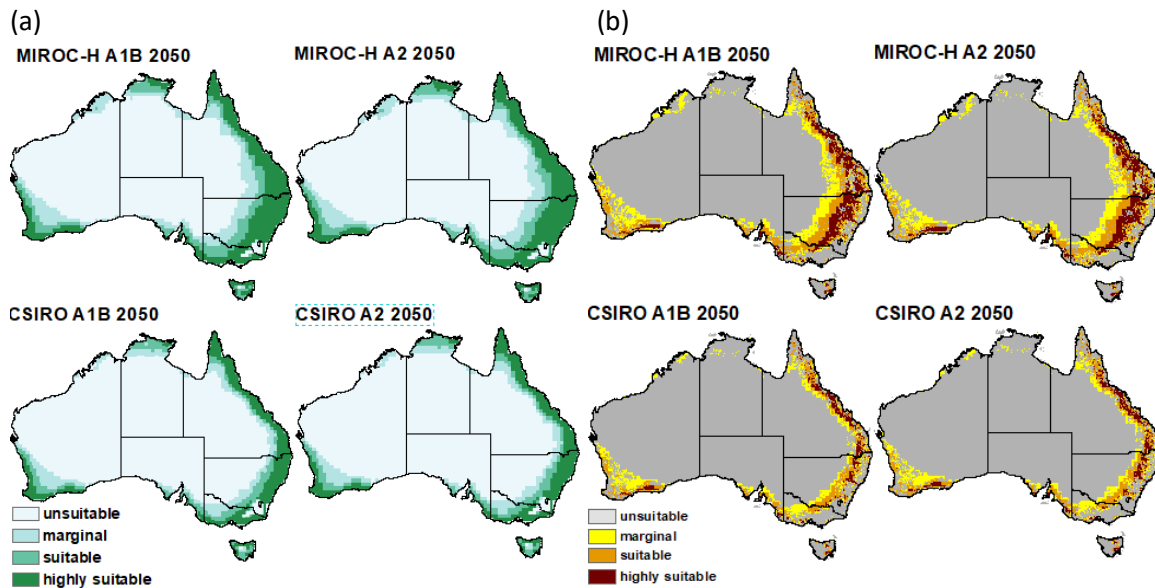 (a)
(b)
MIROC-H A1B 2050
MIROC-H A2 2050
MIROC-H A1B 2050
MIROC-H A2 2050
CSIRO A1B 2050
CSIRO A2 2050
CSIRO A1B 2050
CSIRO A2 2050
unsuitable
marginal
suitable
highly suitable
unsuitable
marginal
suitable
highly suitable